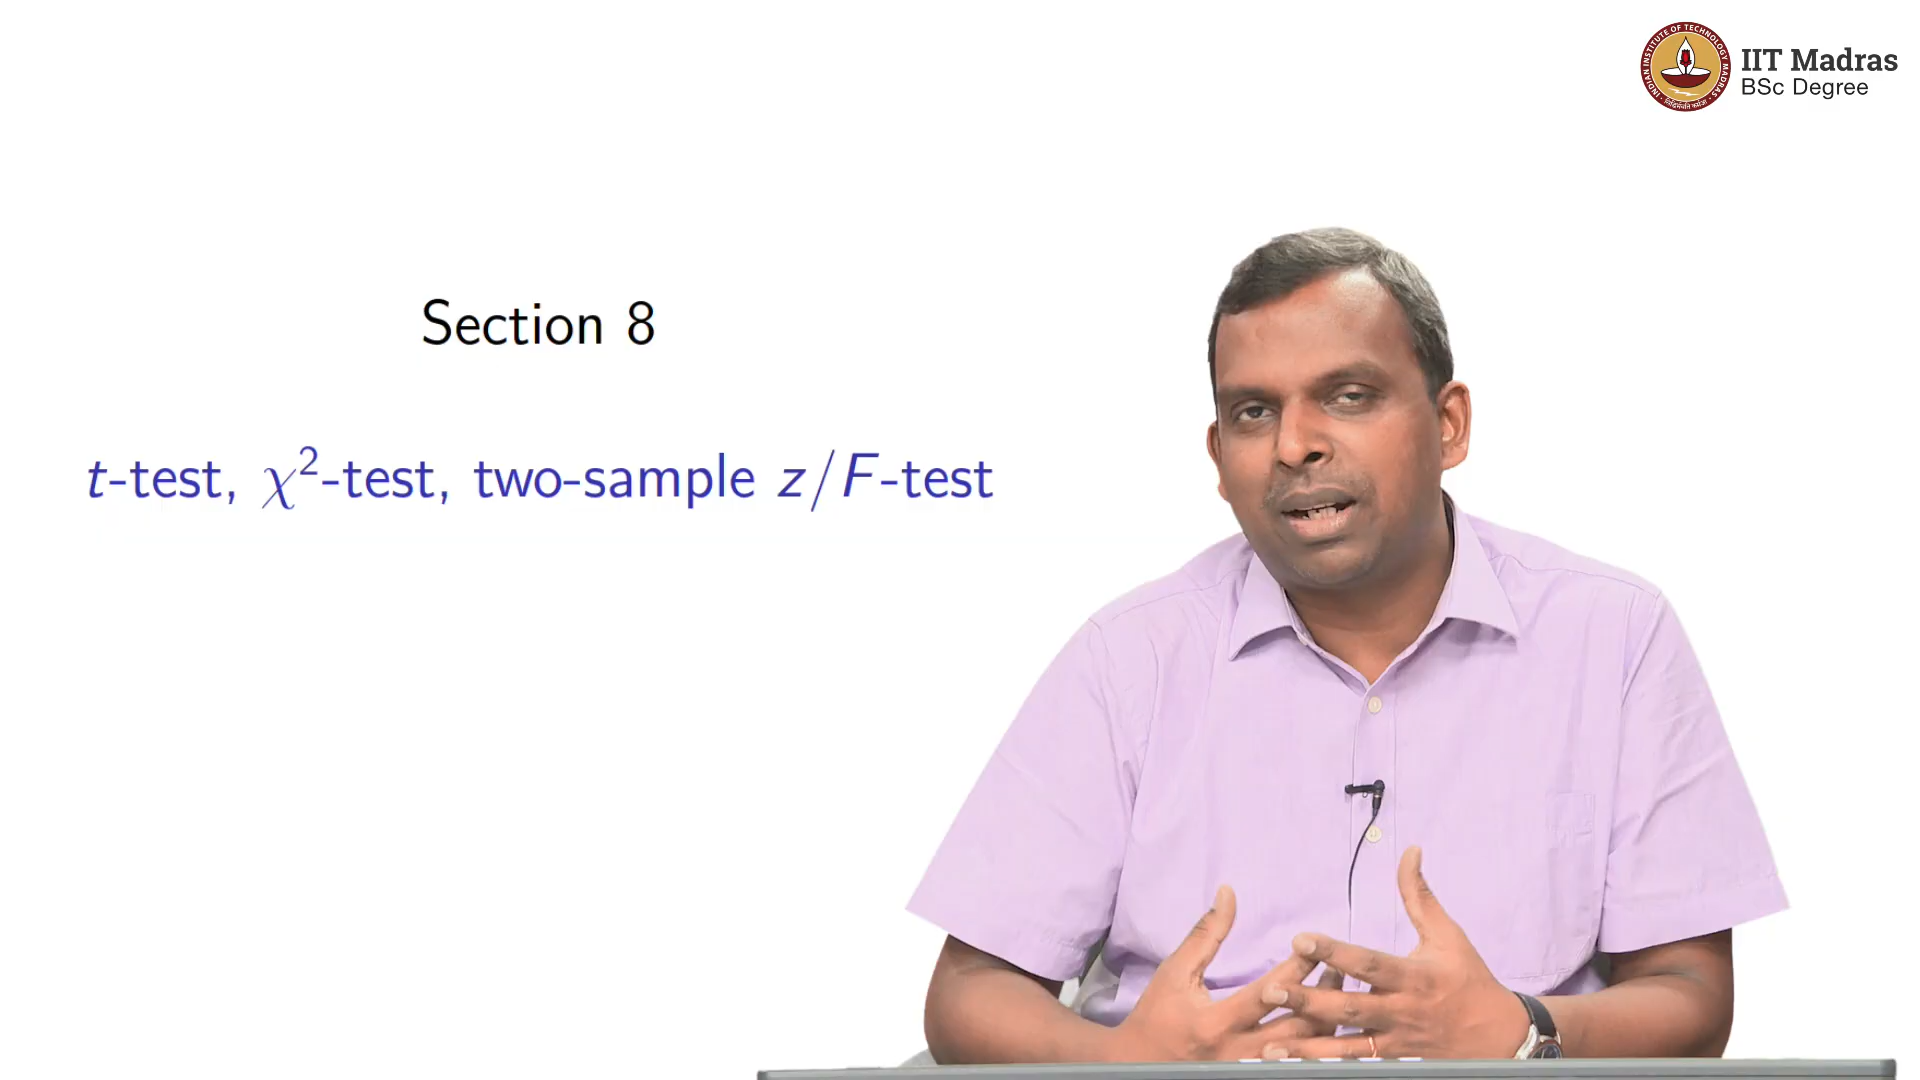 IIT Madras
BSc Degree
Section 8
t-test, χ²-test, two-sample z/F-test